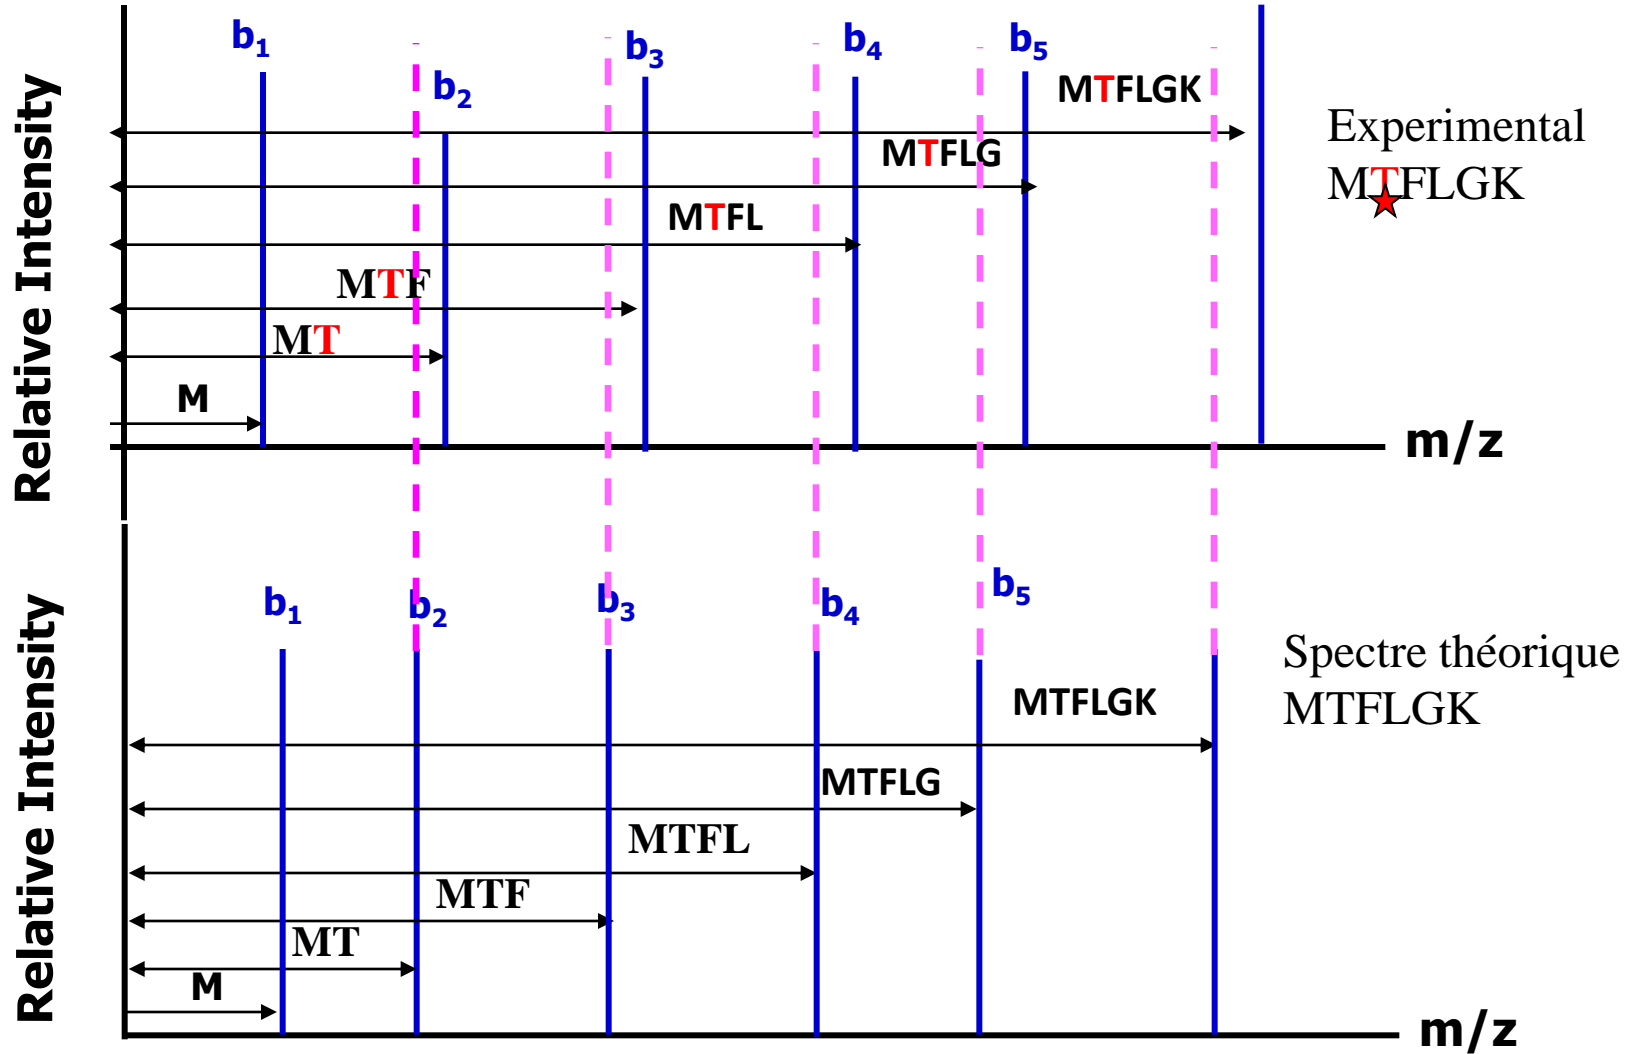 b1
b2
b3
b4
b5
MTFLGK
MTFLG
MTFL
MTF
MT
M
Relative Intensity
m/z
Experimental
MTFLGK
b1
b2
b3
b4
b5
MTFLGK
MTFLG
MTFL
MTF
MT
M
Relative Intensity
m/z
Spectre théorique
MTFLGK